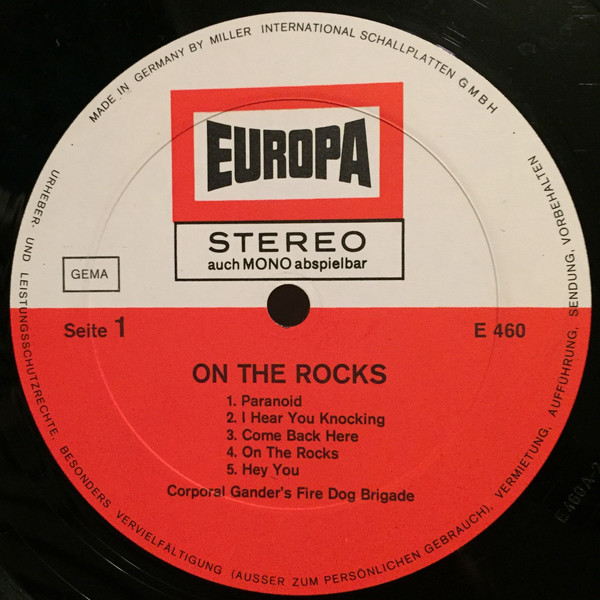 MADE IN GERMANY BY MILLER INTERNATIONAL SCHALLPLATTEN GMBH
EUROPA
STEREO
auch MONO abspielbar
GEMA
Seite 1
E 460
ON THE ROCKS
1. Paranoid
2. I Hear You Knocking
3. Come Back Here
4. On The Rocks
5. Hey You
Corporal Gander's Fire Dog Brigade
URHEBER- UND LEISTUNGSSCHUTZRECHTE, BESONDERS VERVIELFÄLTIGUNG (AUSSER ZUM PERSÖNLICHEN GEBRAUCH), VERMIETUNG, AUFFÜHRUNG, SENDUNG, VORBEHALTEN